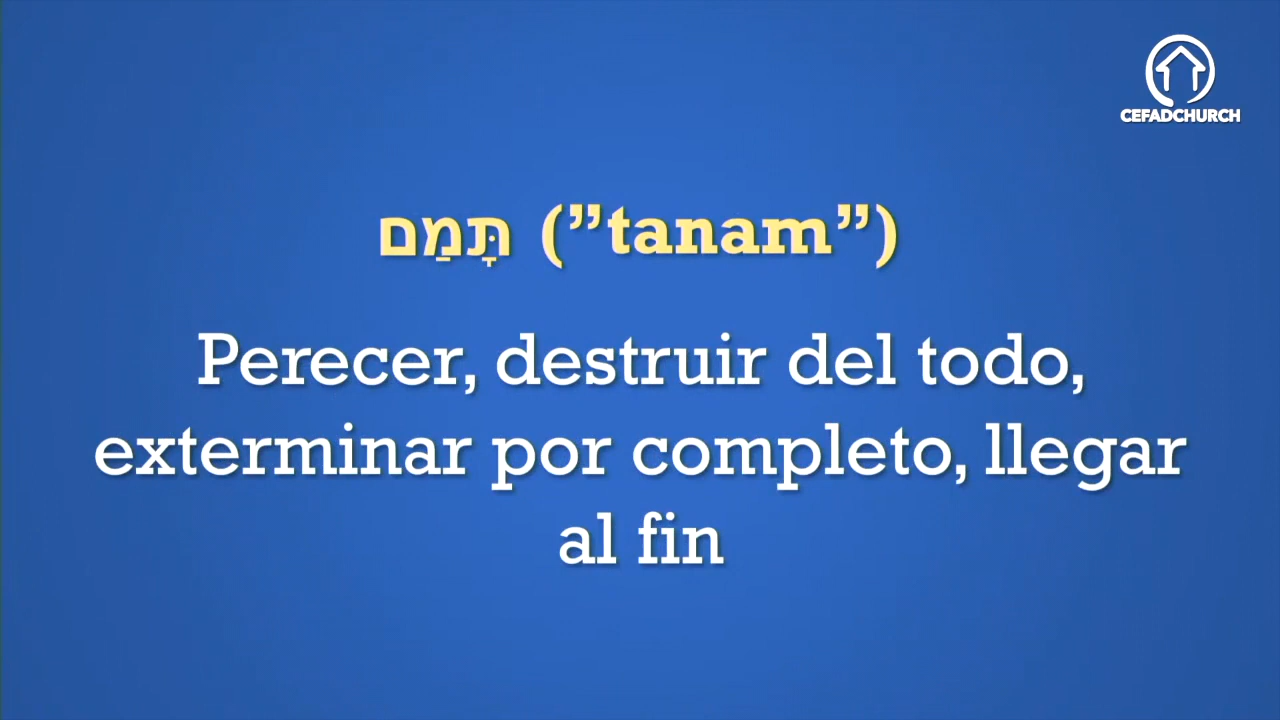 CEFADCHURCH
תָּמַם (”tanam”)
Perecer, destruir del todo,
exterminar por completo, llegar
al fin